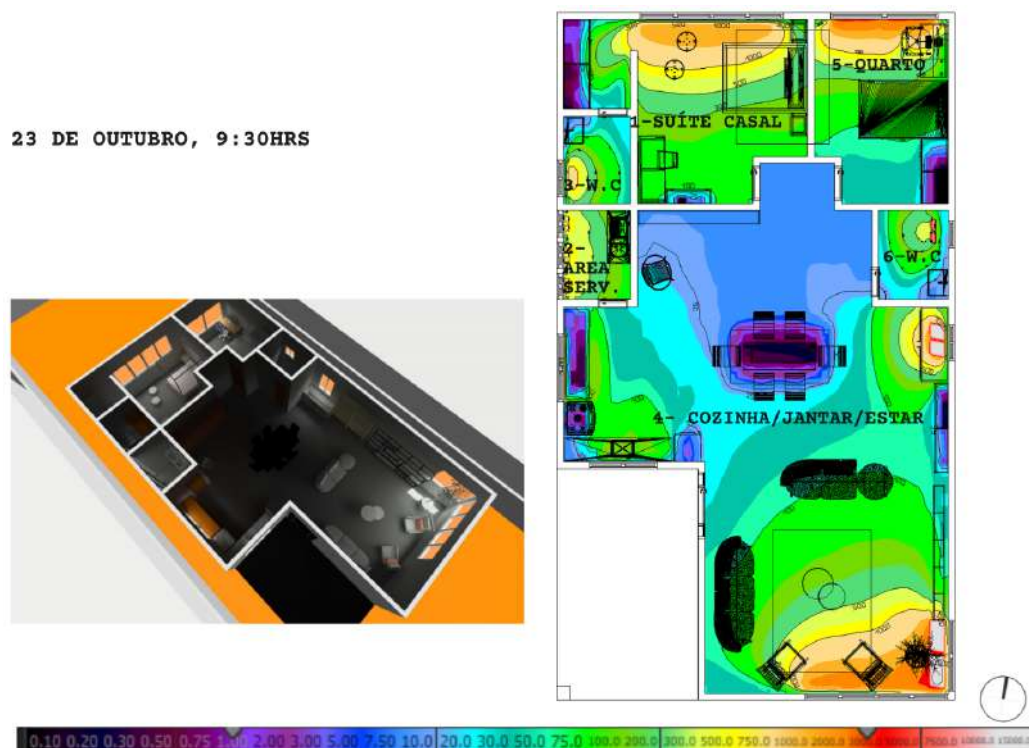 23 DE OUTUBRO, 9:30HRS
5-QUARTO
1-SUÍTE CASAL
3-W.C
2-
AREA
SERV.
6-W.C
4- COZINHA/JANTAR/ESTAR
0.10 0.20 0.30 0.50 0.75 1.00 2.00 3.00 5.00 7.50 10.0 20.0 30.0 50.0 75.0 100.0 200.0 300.0 500.0 750.0 1000.0 2000.0